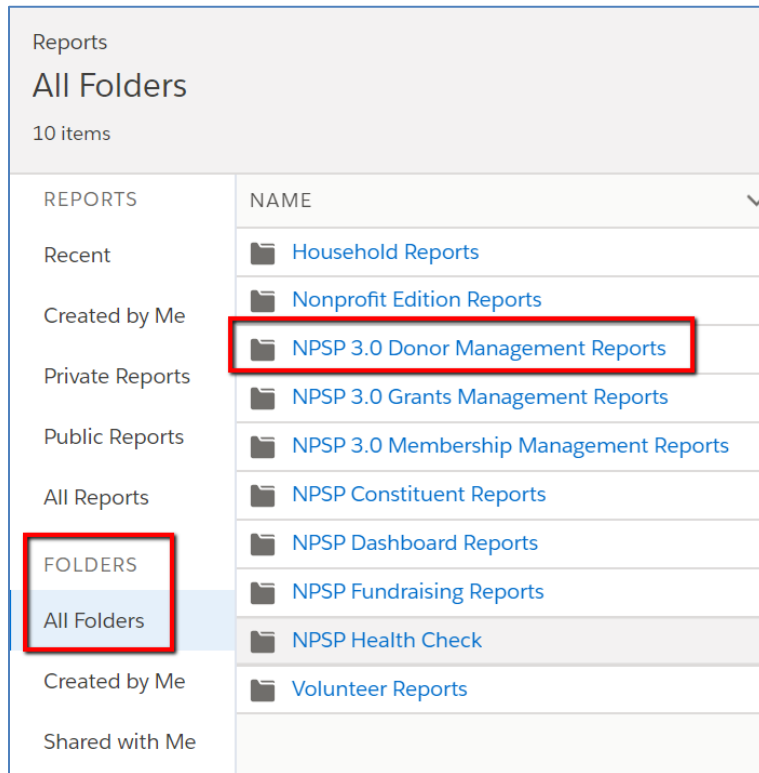 Reports
All Folders
10 items
REPORTS
Recent
Created by Me
Private Reports
Public Reports
All Reports
FOLDERS
All Folders
Created by Me
Shared with Me
NAME
Household Reports
Nonprofit Edition Reports
NPSP 3.0 Donor Management Reports
NPSP 3.0 Grants Management Reports
NPSP 3.0 Membership Management Reports
NPSP Constituent Reports
NPSP Dashboard Reports
NPSP Fundraising Reports
NPSP Health Check
Volunteer Reports